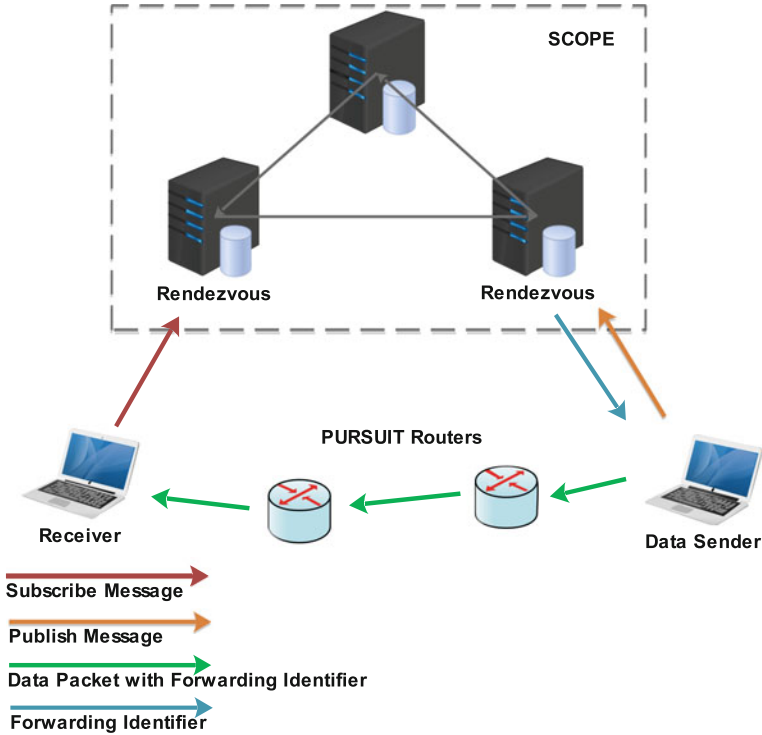 SCOPE
Rendezvous
Rendezvous
PURSUIT Routers
Receiver
Data Sender
Subscribe Message
Publish Message
Data Packet with Forwarding Identifier
Forwarding Identifier